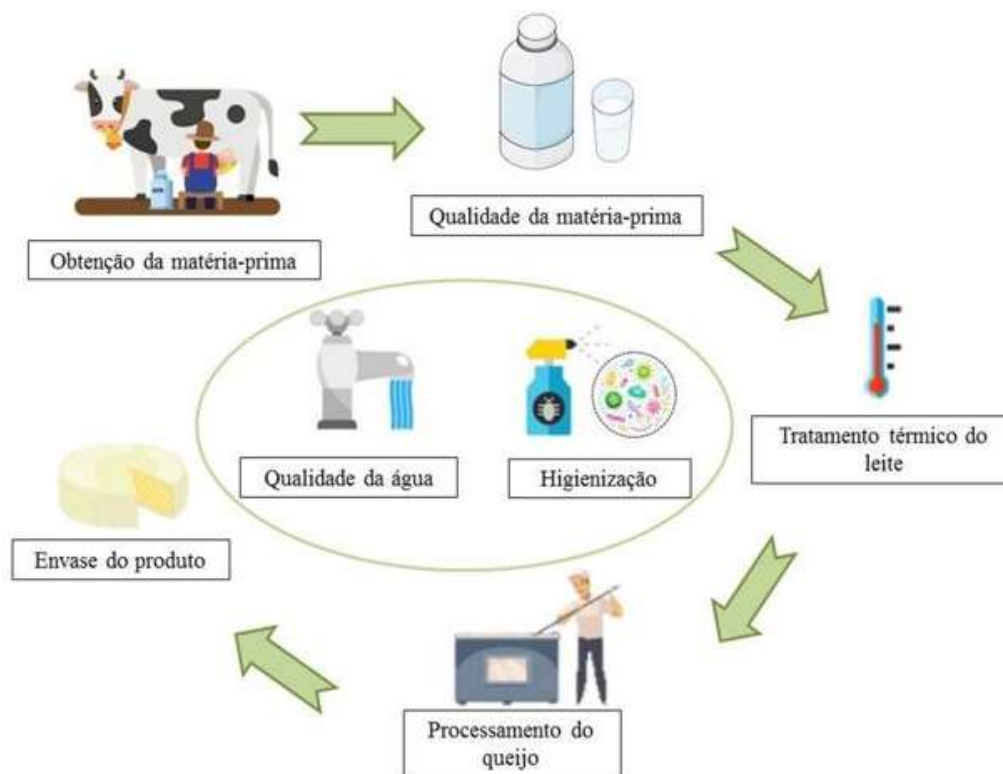 Obtenção da matéria-prima
Qualidade da matéria-prima
Tratamento térmico do
leite
Qualidade da água
Higienização
Envase do produto
Processamento do
queijo